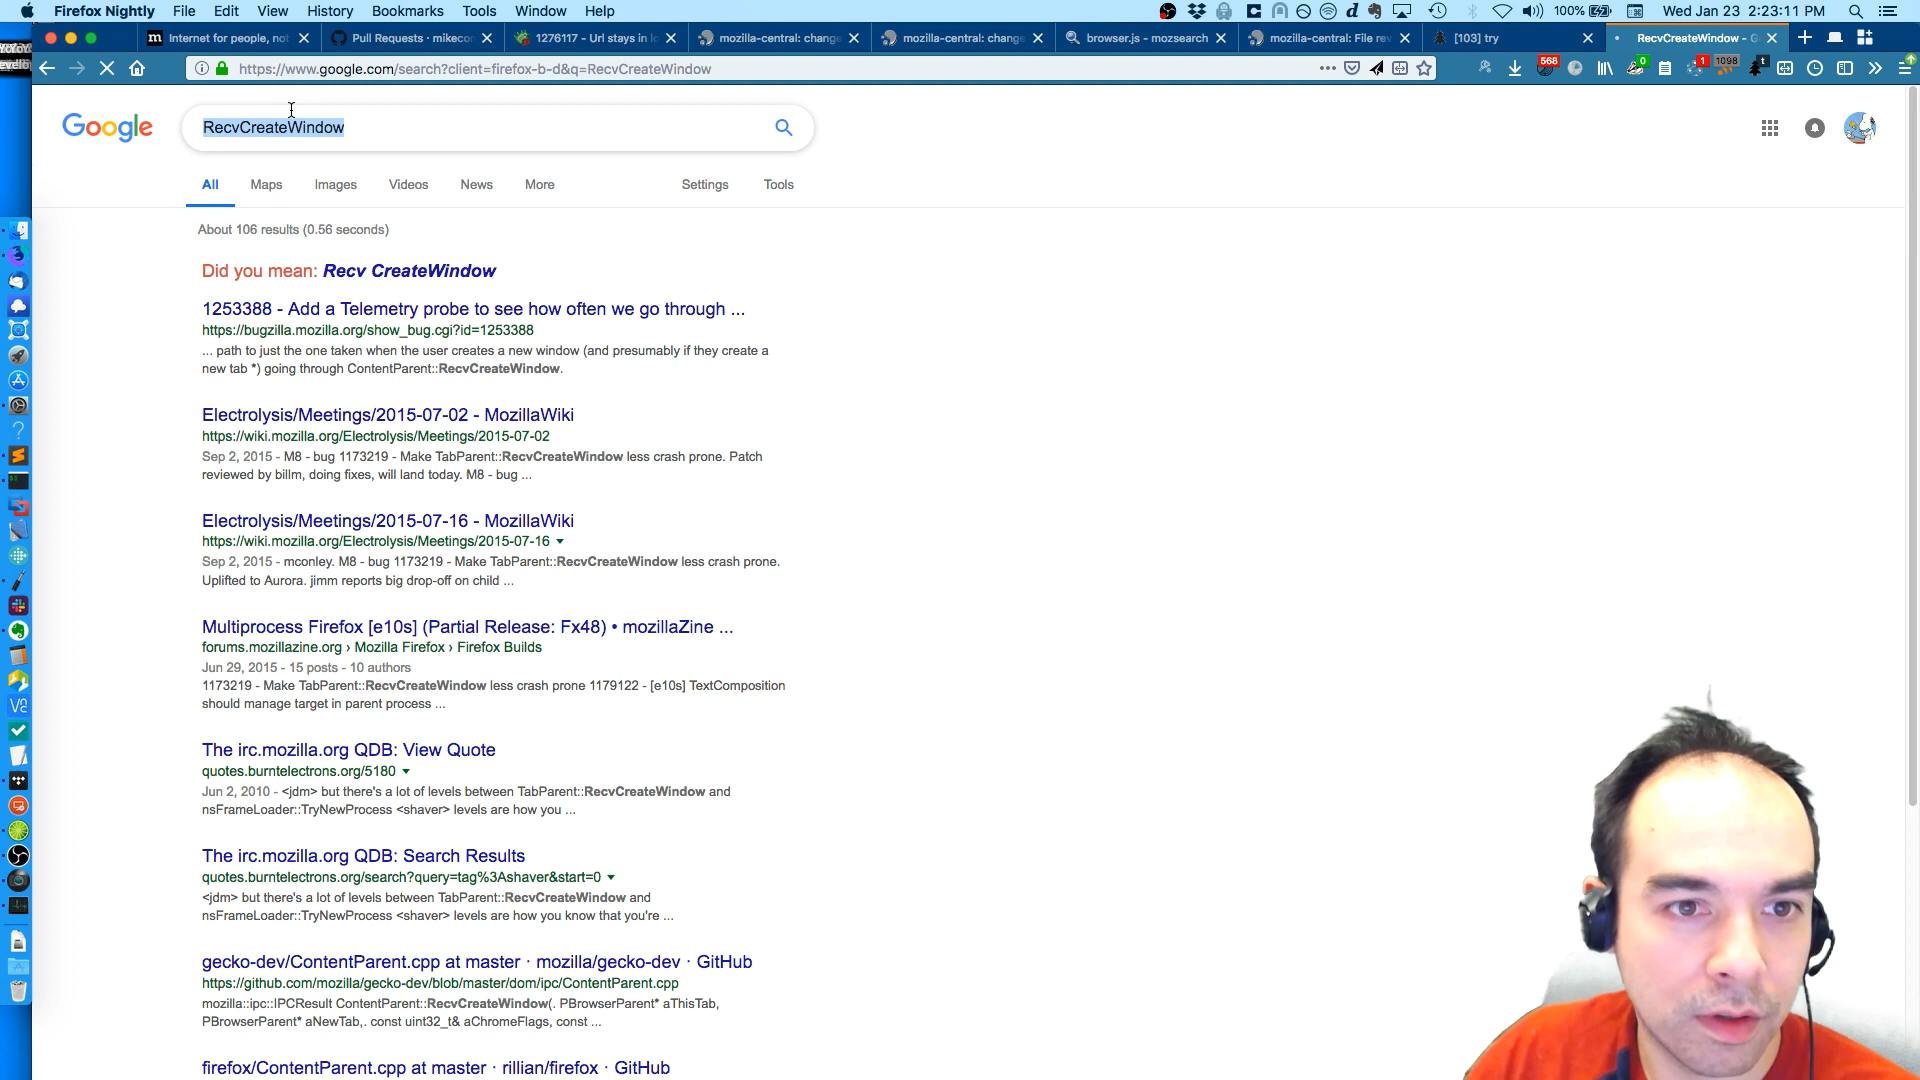 Firefox Nightly File Edit View History Bookmarks Tools Window Help
100% Wed Jan 23 2:23:11 PM
m Internet for people, not
Pull Requests · mikecon
1276117 - Url stays in lo
mozilla-central: change
mozilla-central: change
browser.js - mozsearch
mozilla-central: File rev
[103] try
RecvCreateWindow - G
https://www.google.com/search?client=firefox-b-d&q=RecvCreateWindow
568
0
1
1098
t
Google
RecvCreateWindow
All Maps Images Videos News More Settings Tools
About 106 results (0.56 seconds)
Did you mean: Recv CreateWindow
1253388 - Add a Telemetry probe to see how often we go through ...
https://bugzilla.mozilla.org/show_bug.cgi?id=1253388
... path to just the one taken when the user creates a new window (and presumably if they create a
new tab *) going through ContentParent::RecvCreateWindow.
Electrolysis/Meetings/2015-07-02 - MozillaWiki
https://wiki.mozilla.org/Electrolysis/Meetings/2015-07-02
Sep 2, 2015 - M8 - bug 1173219 - Make TabParent::RecvCreateWindow less crash prone. Patch
reviewed by billm, doing fixes, will land today. M8 - bug ...
Electrolysis/Meetings/2015-07-16 - MozillaWiki
https://wiki.mozilla.org/Electrolysis/Meetings/2015-07-16
Sep 2, 2015 - mconley. M8 - bug 1173219 - Make TabParent::RecvCreateWindow less crash prone.
Uplifted to Aurora. jimm reports big drop-off on child ...
Multiprocess Firefox [e10s] (Partial Release: Fx48) • mozillaZine ...
forums.mozillazine.org › Mozilla Firefox › Firefox Builds
Jun 29, 2015 - 15 posts - 10 authors
1173219 - Make TabParent::RecvCreateWindow less crash prone 1179122 - [e10s] TextComposition
should manage target in parent process ...
The irc.mozilla.org QDB: View Quote
quotes.burntelectrons.org/5180
Jun 2, 2010 - <jdm> but there's a lot of levels between TabParent::RecvCreateWindow and
nsFrameLoader::TryNewProcess <shaver> levels are how you ...
The irc.mozilla.org QDB: Search Results
quotes.burntelectrons.org/search?query=tag%3Ashaver&start=0
<jdm> but there's a lot of levels between TabParent::RecvCreateWindow and
nsFrameLoader::TryNewProcess <shaver> levels are how you know that you're ...
gecko-dev/ContentParent.cpp at master · mozilla/gecko-dev · GitHub
https://github.com/mozilla/gecko-dev/blob/master/dom/ipc/ContentParent.cpp
mozilla::ipc::IPCResult ContentParent::RecvCreateWindow(. PBrowserParent* aThisTab,
PBrowserParent* aNewTab,. const uint32_t& aChromeFlags, const ...
firefox/ContentParent.cpp at master · rillian/firefox · GitHub